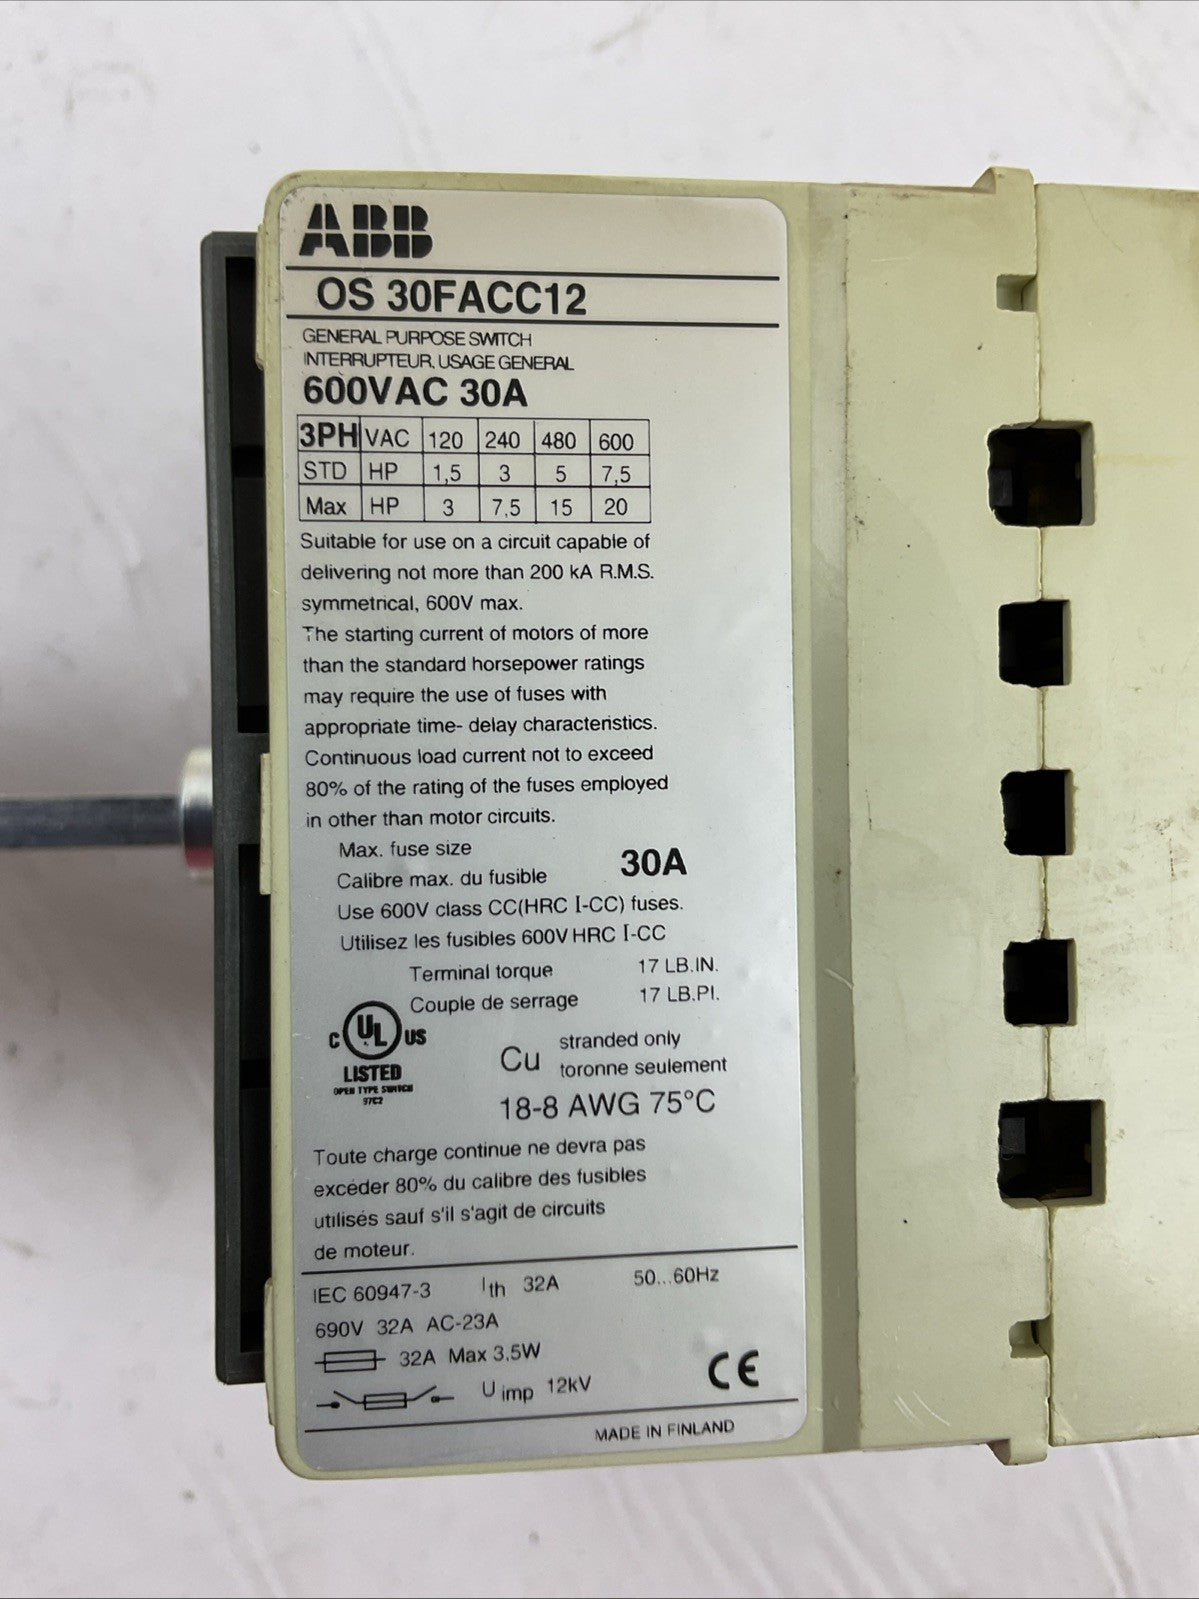 ABB
OS 30FACC12
GENERAL PURPOSE SWITCH
INTERRUPTEUR, USAGE GENERAL
600VAC 30A
3PH VAC 120 240 480 600
STD HP 1,5 3 5 7,5
Max HP 3 7,5 15 20
Suitable for use on a circuit capable of
delivering not more than 200 kA R.M.S.
symmetrical, 600V max.
The starting current of motors of more
than the standard horsepower ratings
may require the use of fuses with
appropriate time- delay characteristics.
Continuous load current not to exceed
80% of the rating of the fuses employed
in other than motor circuits.
Max. fuse size
Calibre max. du fusible 30A
Use 600V class CC(HRC I-CC) fuses.
Utilisez les fusibles 600V HRC I-CC
Terminal torque 17 LB.IN.
Couple de serrage 17 LB.PI.
C UL US
LISTED
OPEN TYPE SWITCH
97C2
Cu stranded only
toronne seulement
18-8 AWG 75°C
Toute charge continue ne devra pas
excéder 80% du calibre des fusibles
utilisés sauf s'il s'agit de circuits
de moteur.
IEC 60947-3 Ith 32A 50...60Hz
690V 32A AC-23A
32A Max 3,5W
U imp 12kV
CE
MADE IN FINLAND